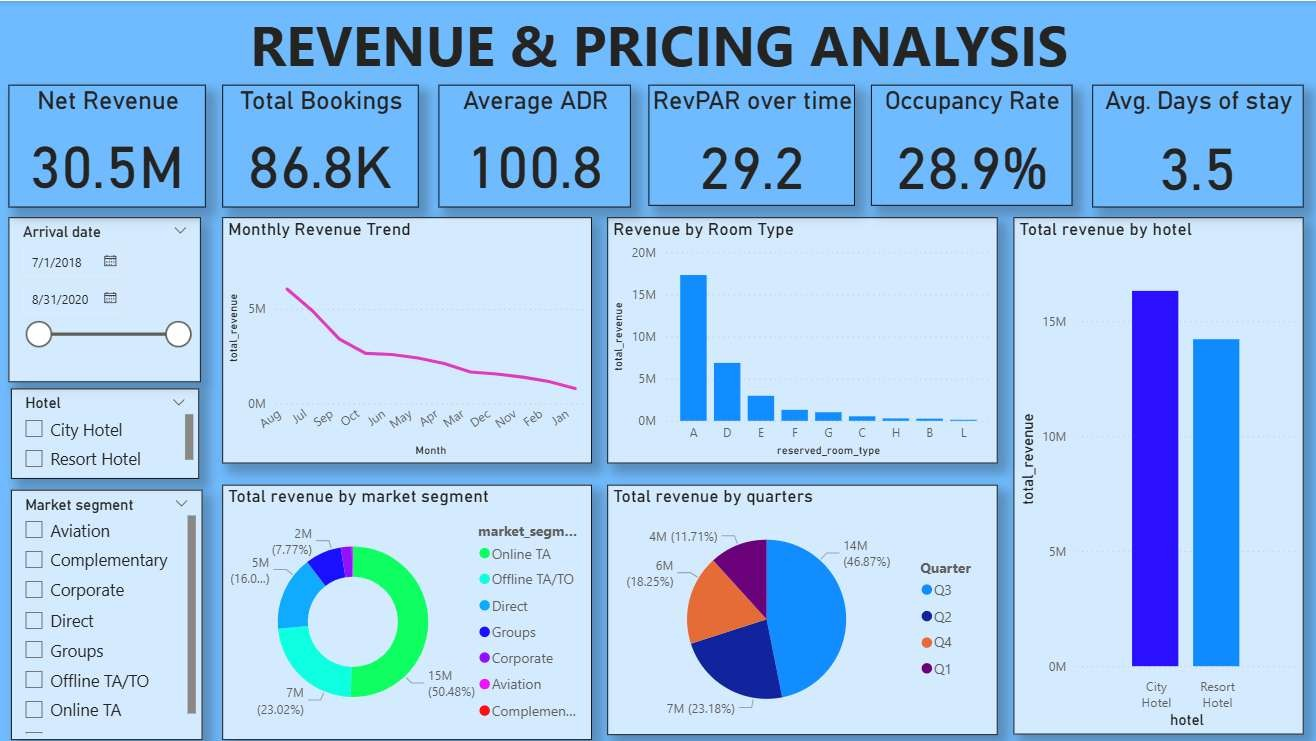 REVENUE & PRICING ANALYSIS
Net Revenue
30.5M
Total Bookings
86.8K
Average ADR
100.8
RevPAR over time
29.2
Occupancy Rate
28.9%
Avg. Days of stay
3.5
Arrival date
7/1/2018
8/31/2020
Hotel
City Hotel
Resort Hotel
Market segment
Aviation
Complementary
Corporate
Direct
Groups
Offline TA/TO
Online TA
Monthly Revenue Trend
total_revenue
5M
0M
Aug
Jul
Sep
Oct
Jun
May
Apr
Mar
Dec
Nov
Feb
Jan
Month
Revenue by Room Type
total_revenue
20M
15M
10M
5M
0M
A
D
E
F
G
C
H
B
L
reserved_room_type
Total revenue by hotel
total_revenue
15M
10M
5M
0M
City
Hotel
Resort
Hotel
hotel
Total revenue by market segment
2M
(7.77%)
5M
(16.0...)
7M
(23.02%)
15M
(50.48%)
market_segm...
Online TA
Offline TA/TO
Direct
Groups
Corporate
Aviation
Complemen...
Total revenue by quarters
4M (11.71%)
6M
(18.25%)
7M (23.18%)
14M
(46.87%)
Quarter
Q3
Q2
Q4
Q1